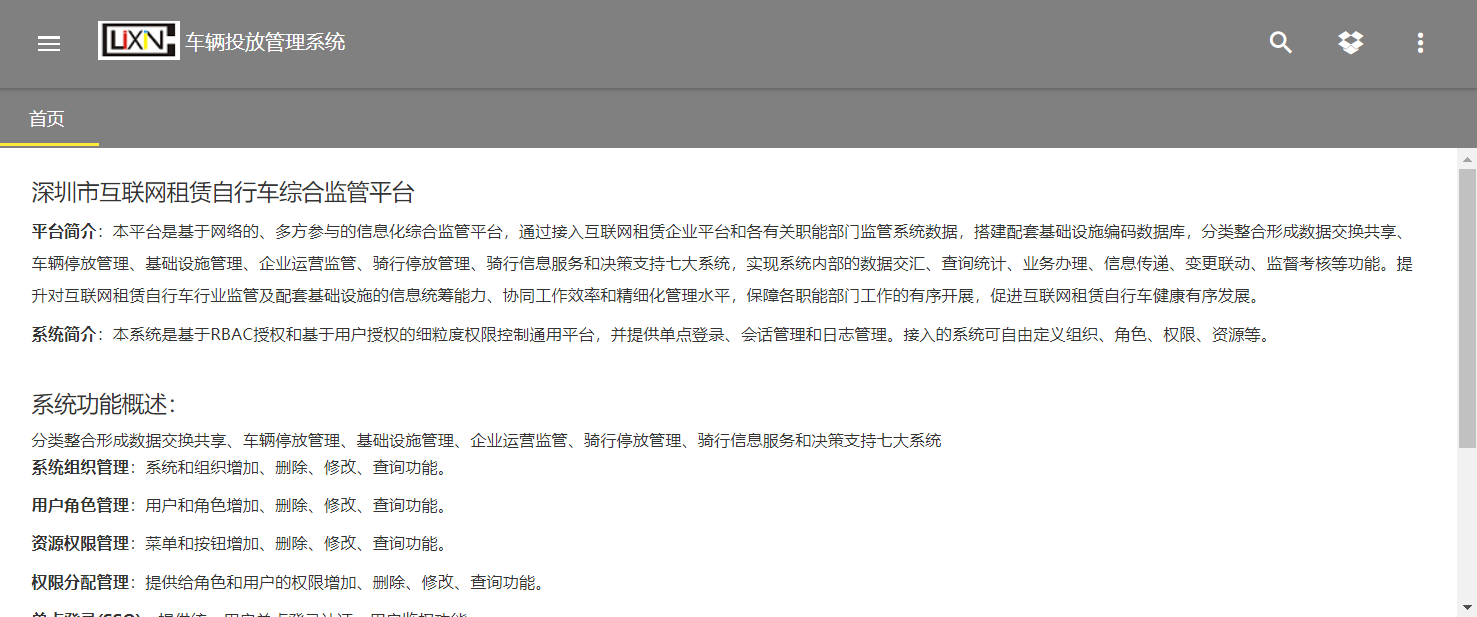 LIXN 车辆投放管理系统
首页
深圳市互联网租赁自行车综合监管平台
平台简介：本平台是基于网络的、多方参与的信息化综合监管平台，通过接入互联网租赁企业平台和各有关职能部门监管系统数据，搭建配套基础设施编码数据库，分类整合形成数据交换共享、
车辆停放管理、基础设施管理、企业运营监管、骑行停放管理、骑行信息服务和决策支持七大系统，实现系统内部的数据交汇、查询统计、业务办理、信息传递、变更联动、监督考核等功能。提
升对互联网租赁自行车行业监管及配套基础设施的信息统筹能力、协同工作效率和精细化管理水平，保障各职能部门工作的有序开展，促进互联网租赁自行车健康有序发展。
系统简介：本系统是基于RBAC授权和基于用户授权的细粒度权限控制通用平台，并提供单点登录、会话管理和日志管理。接入的系统可自由定义组织、角色、权限、资源等。
系统功能概述：
分类整合形成数据交换共享、车辆停放管理、基础设施管理、企业运营监管、骑行停放管理、骑行信息服务和决策支持七大系统
系统组织管理：系统和组织增加、删除、修改、查询功能。
用户角色管理：用户和角色增加、删除、修改、查询功能。
资源权限管理：菜单和按钮增加、删除、修改、查询功能。
权限分配管理：提供给角色和用户的权限增加、删除、修改、查询功能。